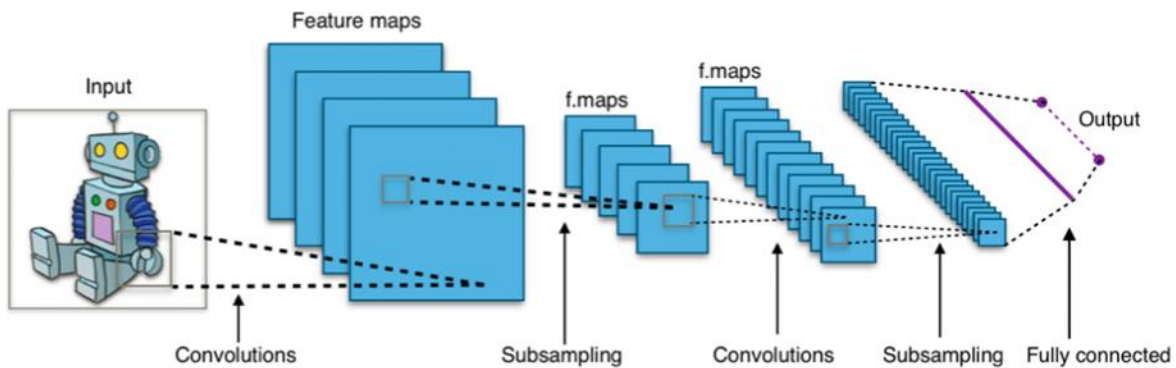 Feature maps
f.maps
Input
f.maps
Output
Convolutions
Subsampling
Convolutions
Subsampling
Fully connected